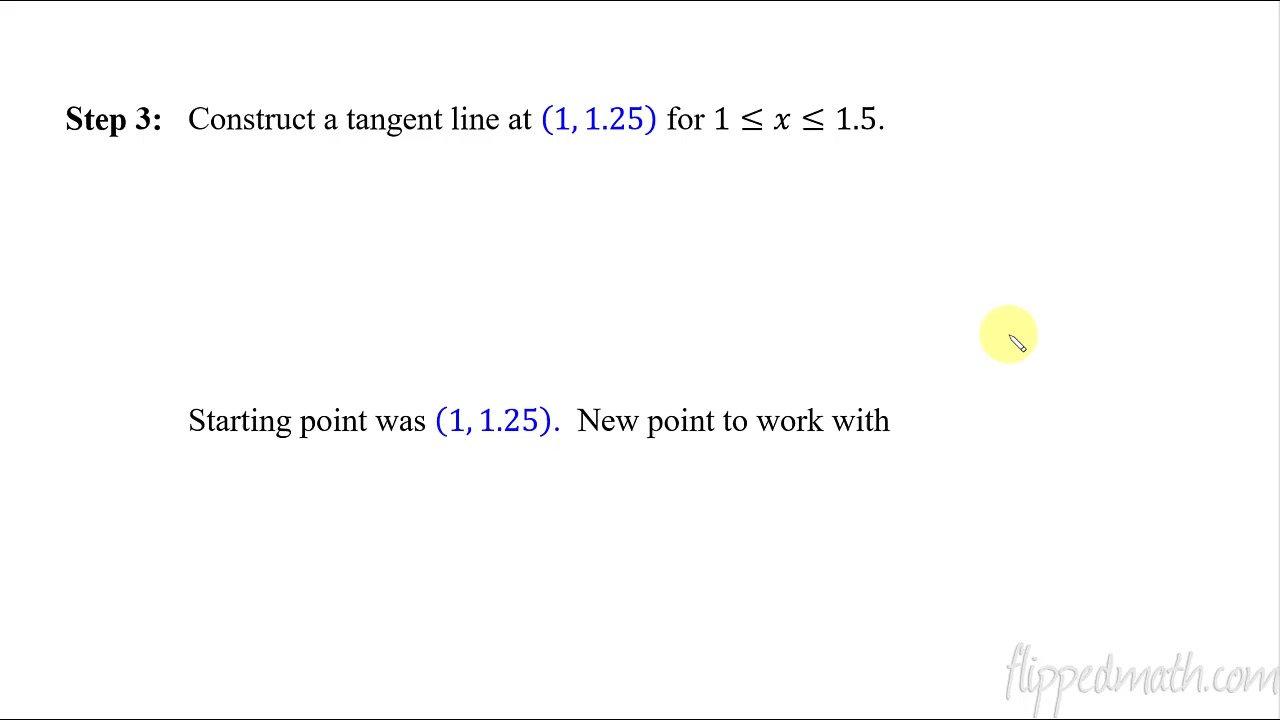 Step 3: Construct a tangent line at (1, 1.25) for 1 ≤ x ≤ 1.5.
Starting point was (1, 1.25). New point to work with
flippedmath.com